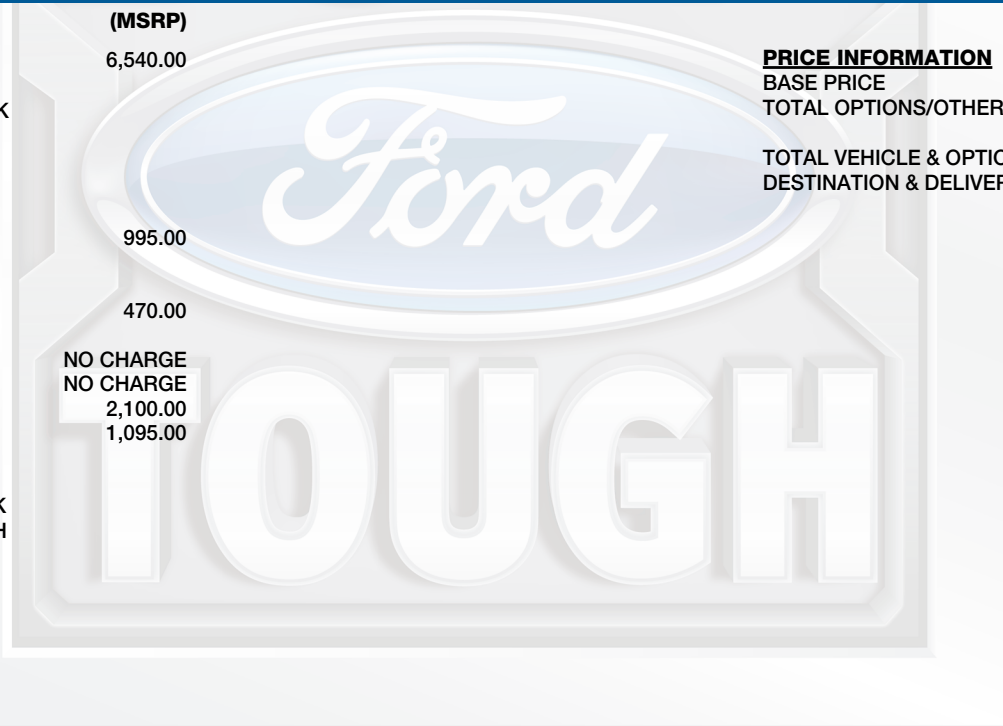 (MSRP)
6,540.00
K
995.00
470.00
NO CHARGE
NO CHARGE
2,100.00
1,095.00
K
H
PRICE INFORMATION
BASE PRICE
TOTAL OPTIONS/OTHER
TOTAL VEHICLE & OPTIO
DESTINATION & DELIVER
Ford
TOUGH